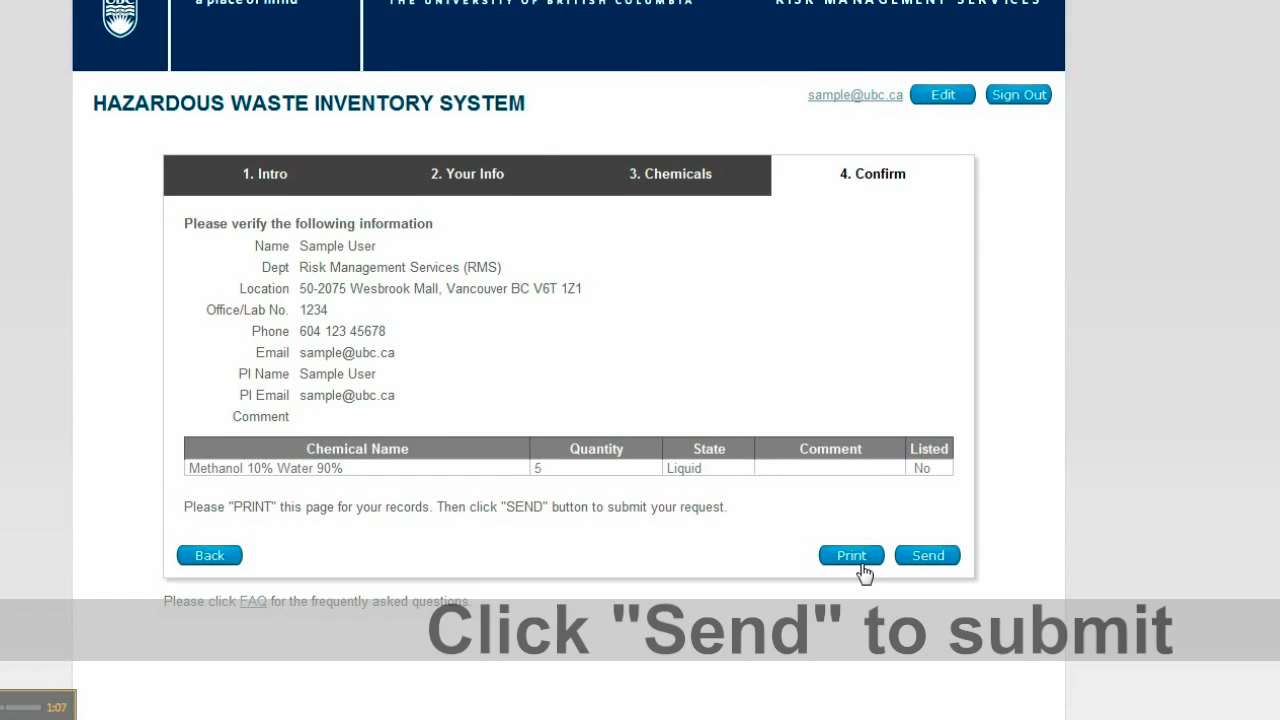 UBC
a place of mind
THE UNIVERSITY OF BRITISH COLUMBIA
RISK MANAGEMENT SERVICES
HAZARDOUS WASTE INVENTORY SYSTEM
sample@ubc.ca Edit Sign Out
1. Intro 2. Your Info 3. Chemicals 4. Confirm
Please verify the following information
Name Sample User
Dept Risk Management Services (RMS)
Location 50-2075 Wesbrook Mall, Vancouver BC V6T 1Z1
Office/Lab No. 1234
Phone 604 123 45678
Email sample@ubc.ca
PI Name Sample User
PI Email sample@ubc.ca
Comment
Chemical Name Quantity State Comment Listed
Methanol 10% Water 90% 5 Liquid No
Please "PRINT" this page for your records. Then click "SEND" button to submit your request.
Back Print Send
Please click FAQ for the frequently asked questions.
Click "Send" to submit
1:07